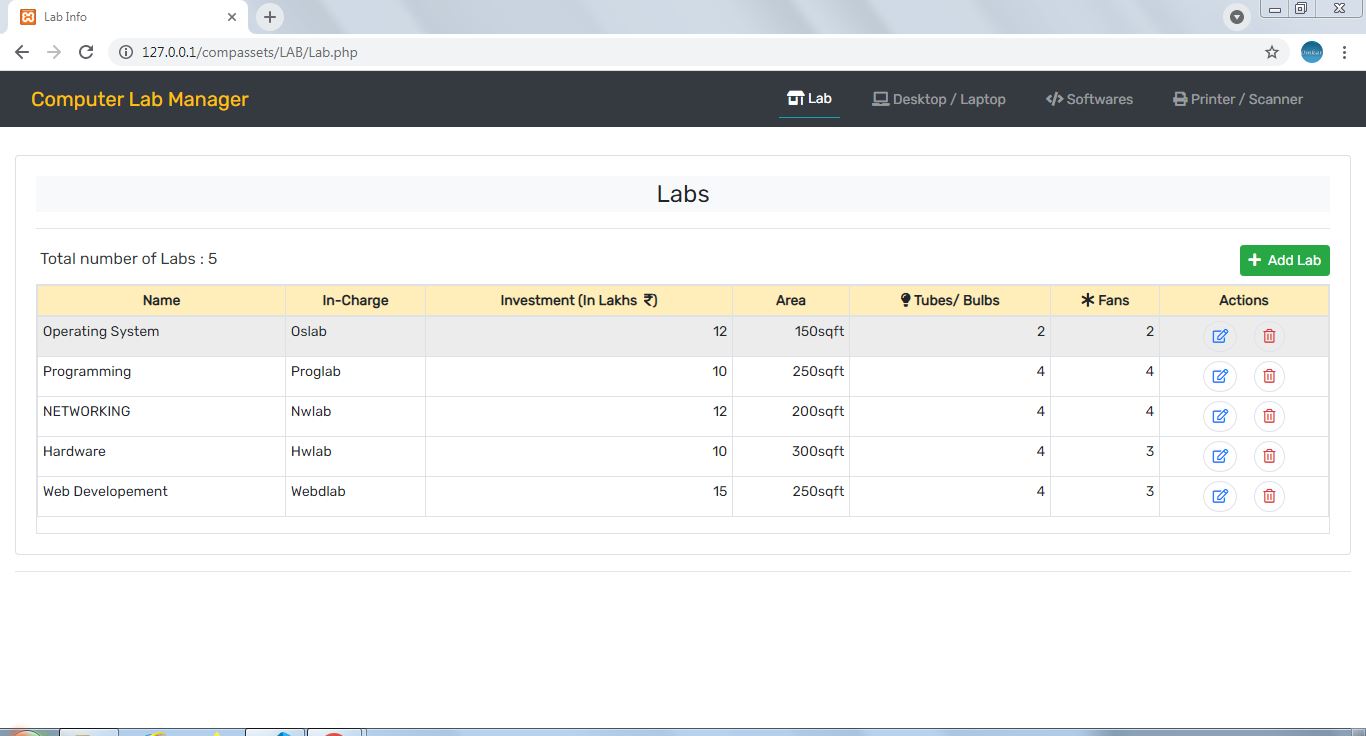 Lab Info
127.0.0.1/compassets/LAB/Lab.php
Computer Lab Manager Lab Desktop / Laptop Softwares Printer / Scanner
Labs
Total number of Labs : 5 Add Lab
Name In-Charge Investment (In Lakhs ₹) Area Tubes/ Bulbs Fans Actions
Operating System Oslab 12 150sqft 2 2
Programming Proglab 10 250sqft 4 4
NETWORKING Nwlab 12 200sqft 4 4
Hardware Hwlab 10 300sqft 4 3
Web Developement Webdlab 15 250sqft 4 3